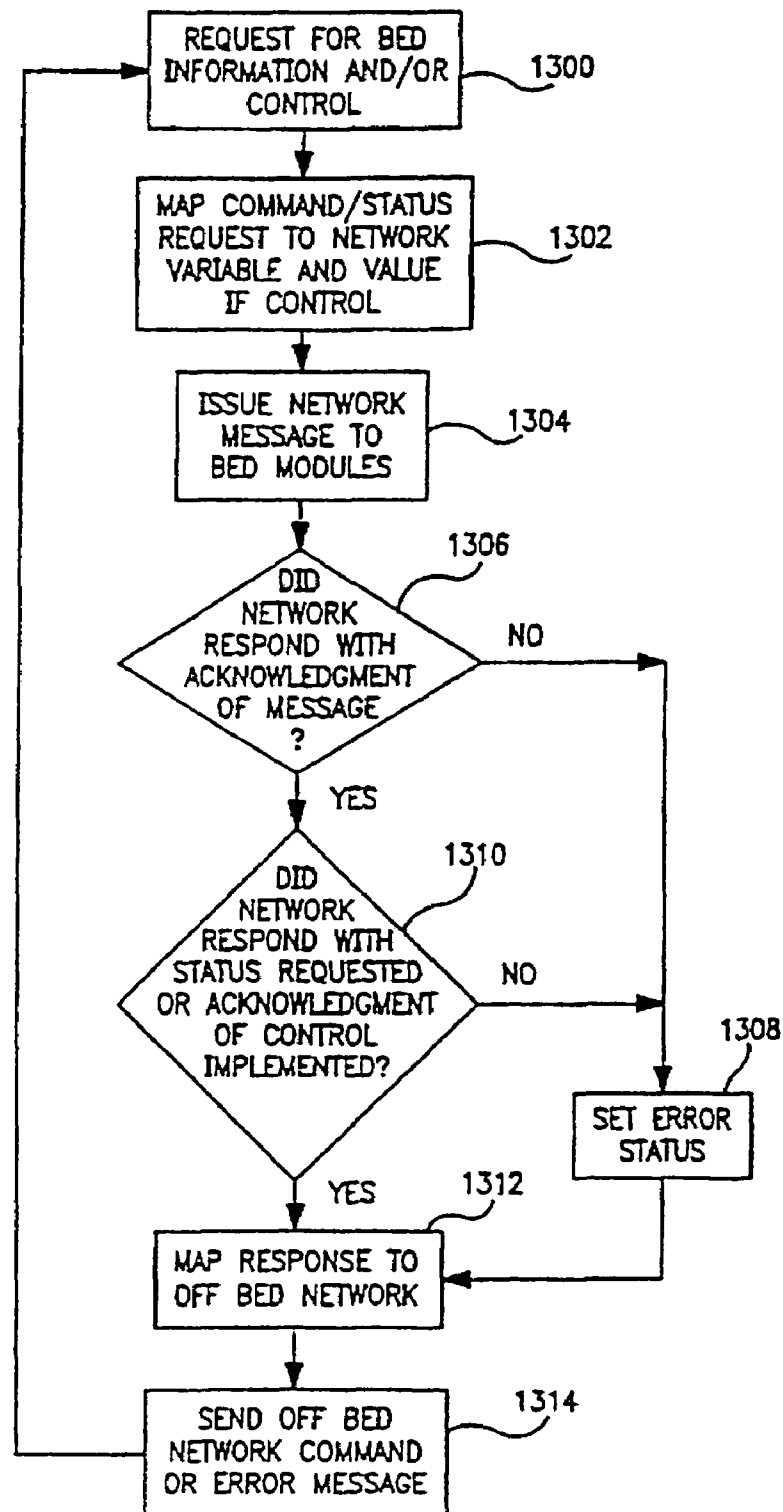 REQUEST FOR BED
INFORMATION AND/OR
CONTROL
1300
MAP COMMAND/STATUS
REQUEST TO NETWORK
VARIABLE AND VALUE
IF CONTROL
1302
ISSUE NETWORK
MESSAGE TO
BED MODULES
1304
1306
DID
NETWORK
RESPOND WITH
ACKNOWLEDGMENT
OF MESSAGE
?
NO
YES
1310
DID
NETWORK
RESPOND WITH
STATUS REQUESTED
OR ACKNOWLEDGMENT
OF CONTROL
IMPLEMENTED?
NO
1308
SET ERROR
STATUS
YES
1312
MAP RESPONSE TO
OFF BED NETWORK
1314
SEND OFF BED
NETWORK COMMAND
OR ERROR MESSAGE